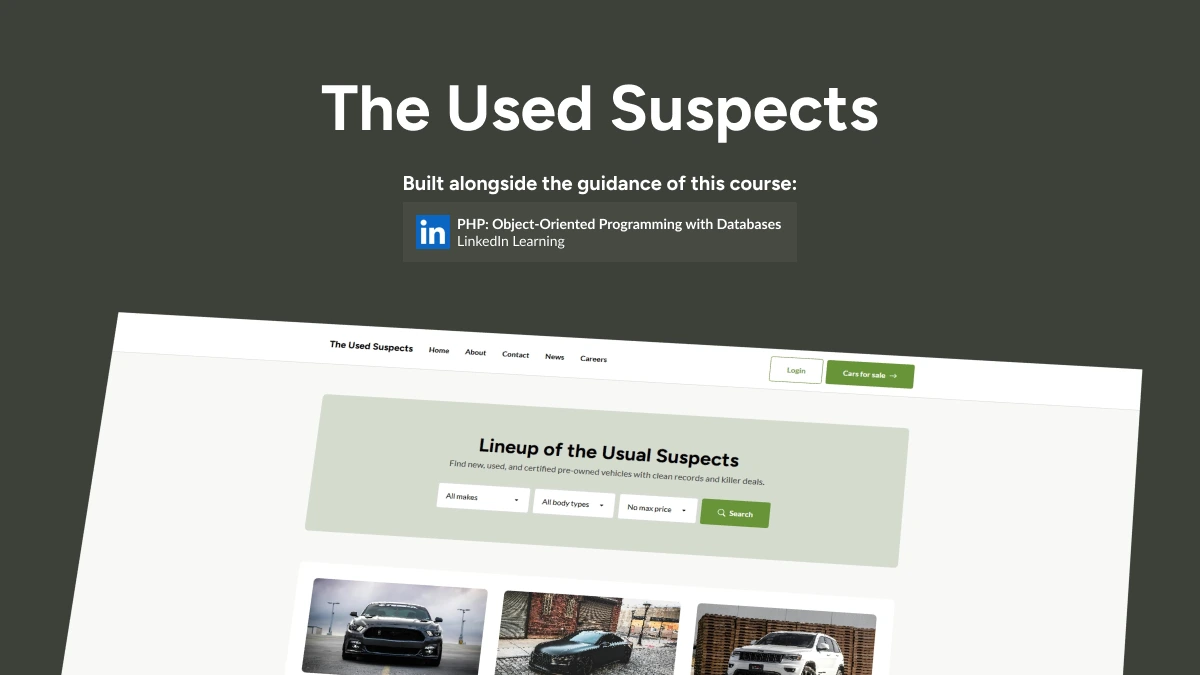 The Used Suspects
Built alongside the guidance of this course:
in
PHP: Object-Oriented Programming with Databases
LinkedIn Learning
The Used Suspects Home About Contact News Careers Login Cars for sale →
Lineup of the Usual Suspects
Find new, used, and certified pre-owned vehicles with clean records and killer deals.
All makes All body types No max price Search